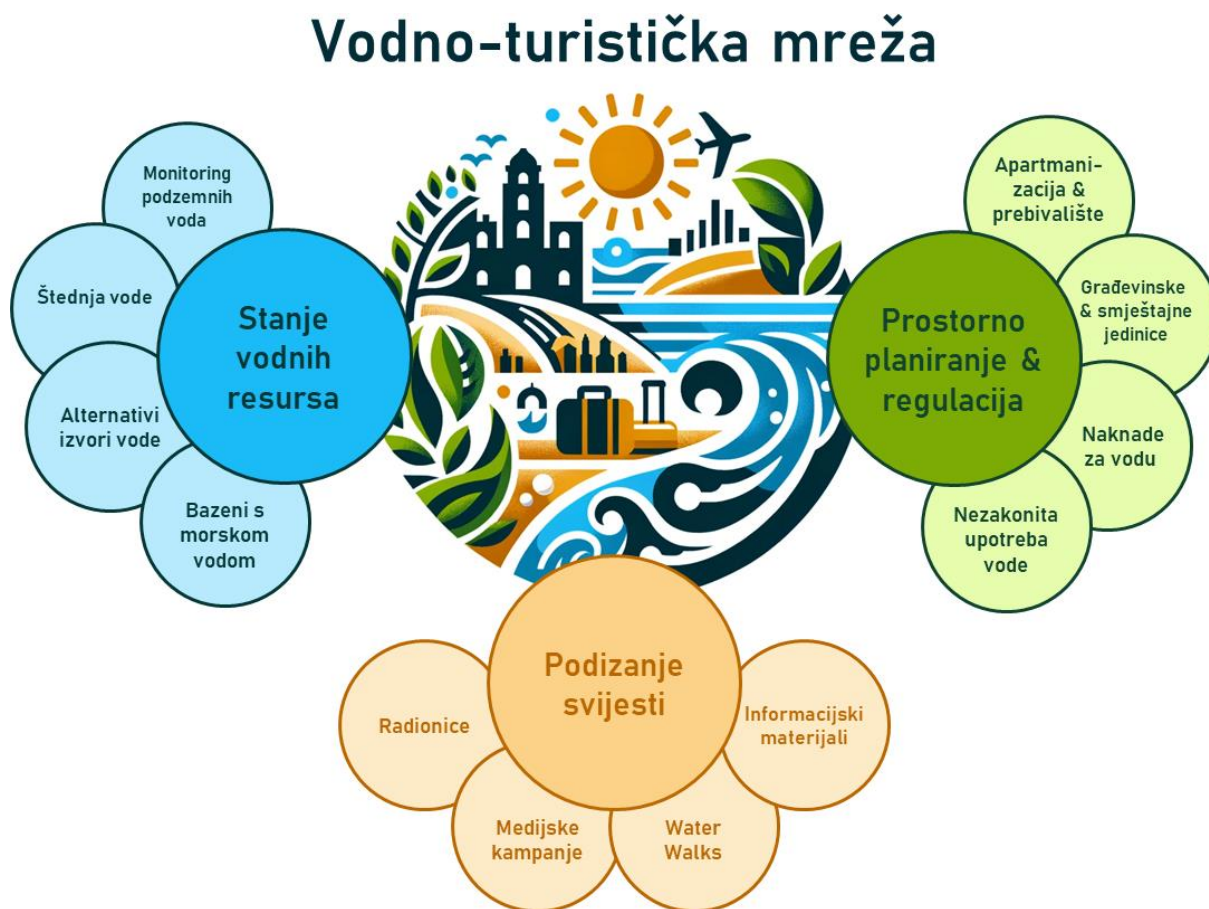 Vodno-turistička mreža
Monitoring
podzemnih
voda
Štednja vode
Alternativi
izvori vode
Bazeni s
morskom
vodom
Stanje
vodnih
resursa
Apartmani-
zacija &
prebivalište
Građevinske
& smještajne
jedinice
Naknade
za vodu
Nezakonita
upotreba
vode
Prostorno
planiranje &
regulacija
Podizanje
svijesti
Radionice
Medijske
kampanje
Water
Walks
Informacijski
materijali